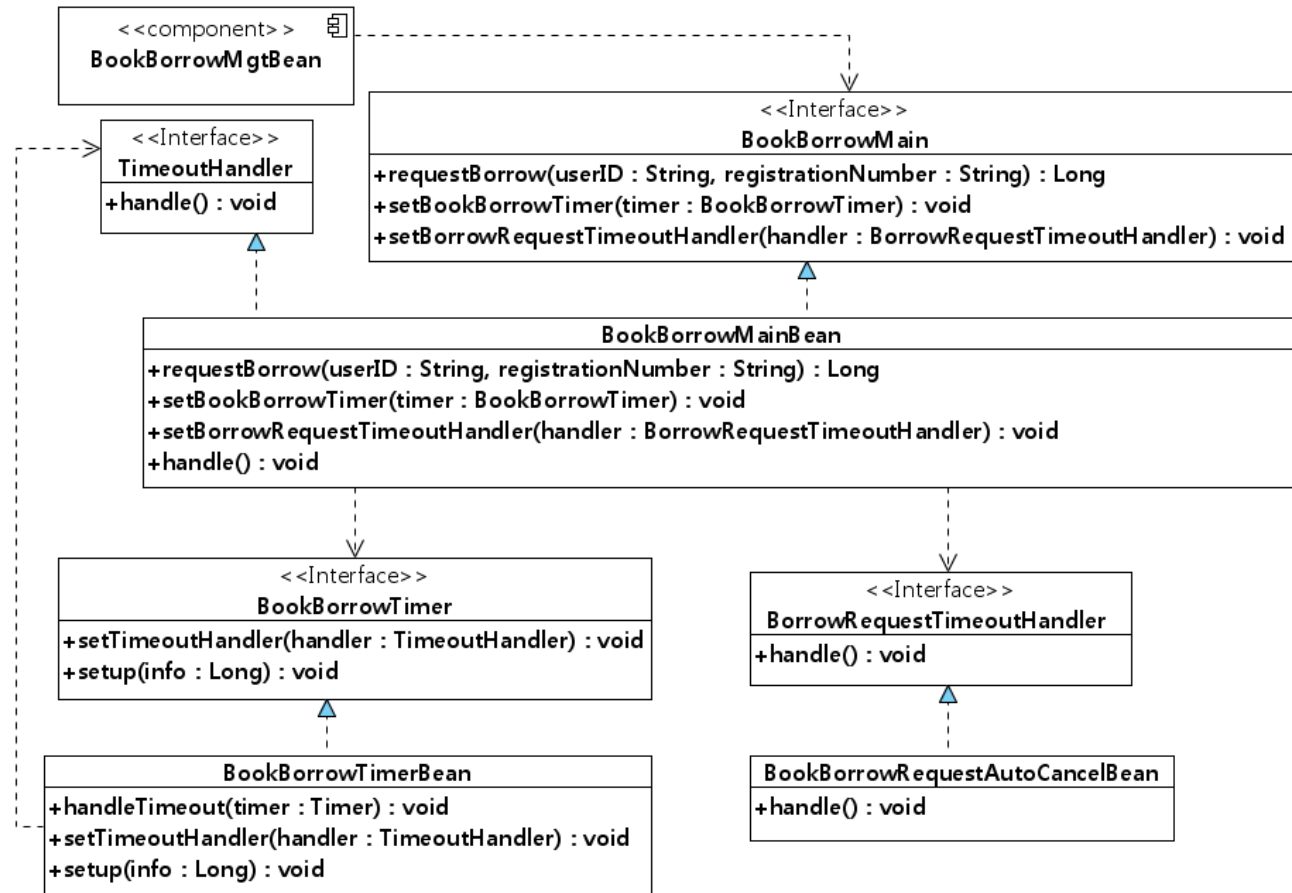 <<component>>
BookBorrowMgtBean
<<Interface>>
BookBorrowMain
+requestBorrow(userID : String, registrationNumber : String) : Long
+setBookBorrowTimer(timer : BookBorrowTimer) : void
+setBorrowRequestTimeoutHandler(handler : BorrowRequestTimeoutHandler) : void
<<Interface>>
TimeoutHandler
+handle() : void
BookBorrowMainBean
+requestBorrow(userID : String, registrationNumber : String) : Long
+setBookBorrowTimer(timer : BookBorrowTimer) : void
+setBorrowRequestTimeoutHandler(handler : BorrowRequestTimeoutHandler) : void
+handle() : void
<<Interface>>
BookBorrowTimer
+setTimeoutHandler(handler : TimeoutHandler) : void
+setup(info : Long) : void
<<Interface>>
BorrowRequestTimeoutHandler
+handle() : void
BookBorrowTimerBean
+handleTimeout(timer : Timer) : void
+setTimeoutHandler(handler : TimeoutHandler) : void
+setup(info : Long) : void
BookBorrowRequestAutoCancelBean
+handle() : void